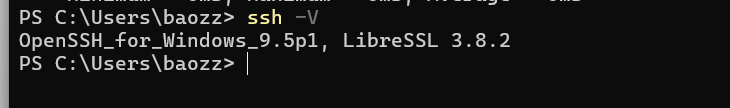 PS C:\Users\baozz> ssh -V
OpenSSH_for_Windows_9.5p1, LibreSSL 3.8.2
PS C:\Users\baozz>